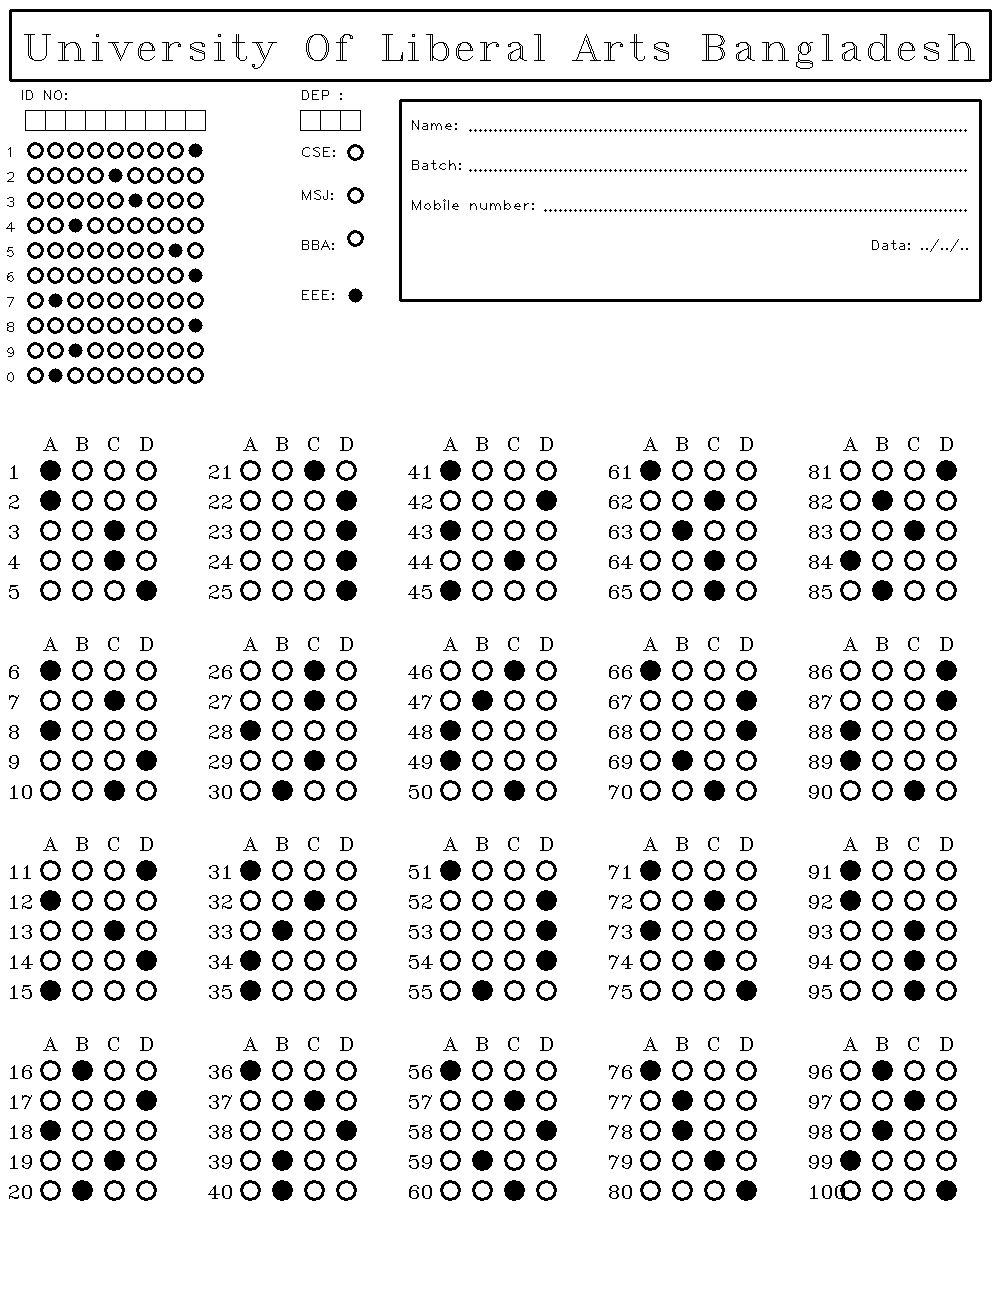 University Of Liberal Arts Bangladesh
ID NO:
DEP :
Name: ........................................................
Batch: ........................................................
Mobile number: ........................................................
Data: ../../..
CSE:
MSJ:
BBA:
EEE:
1
2
3
4
5
6
7
8
9
0
A B C D A B C D A B C D A B C D A B C D
1 21 41 61 81
2 22 42 62 82
3 23 43 63 83
4 24 44 64 84
5 25 45 65 85
A B C D A B C D A B C D A B C D A B C D
6 26 46 66 86
7 27 47 67 87
8 28 48 68 88
9 29 49 69 89
10 30 50 70 90
A B C D A B C D A B C D A B C D A B C D
11 31 51 71 91
12 32 52 72 92
13 33 53 73 93
14 34 54 74 94
15 35 55 75 95
A B C D A B C D A B C D A B C D A B C D
16 36 56 76 96
17 37 57 77 97
18 38 58 78 98
19 39 59 79 99
20 40 60 80 100